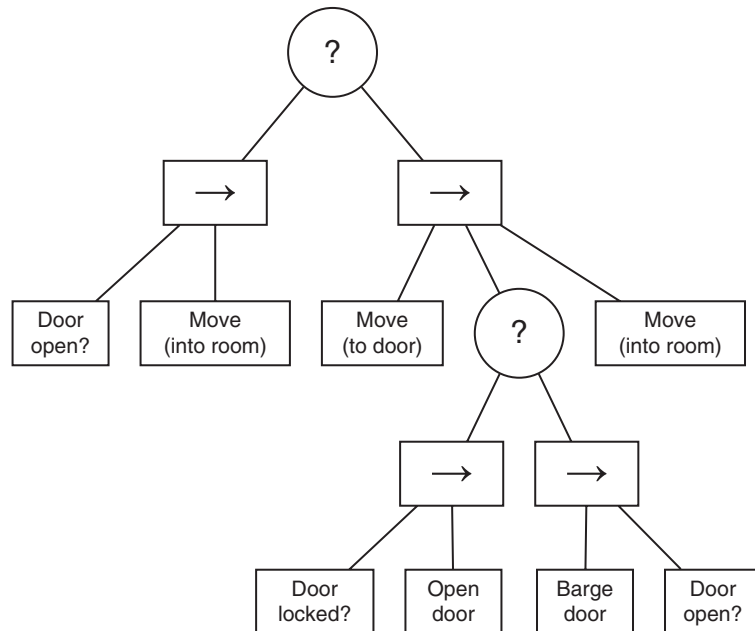 ?
→
→
Door
open?
Move
(into room)
Move
(to door)
?
Move
(into room)
→
→
Door
locked?
Open
door
Barge
door
Door
open?